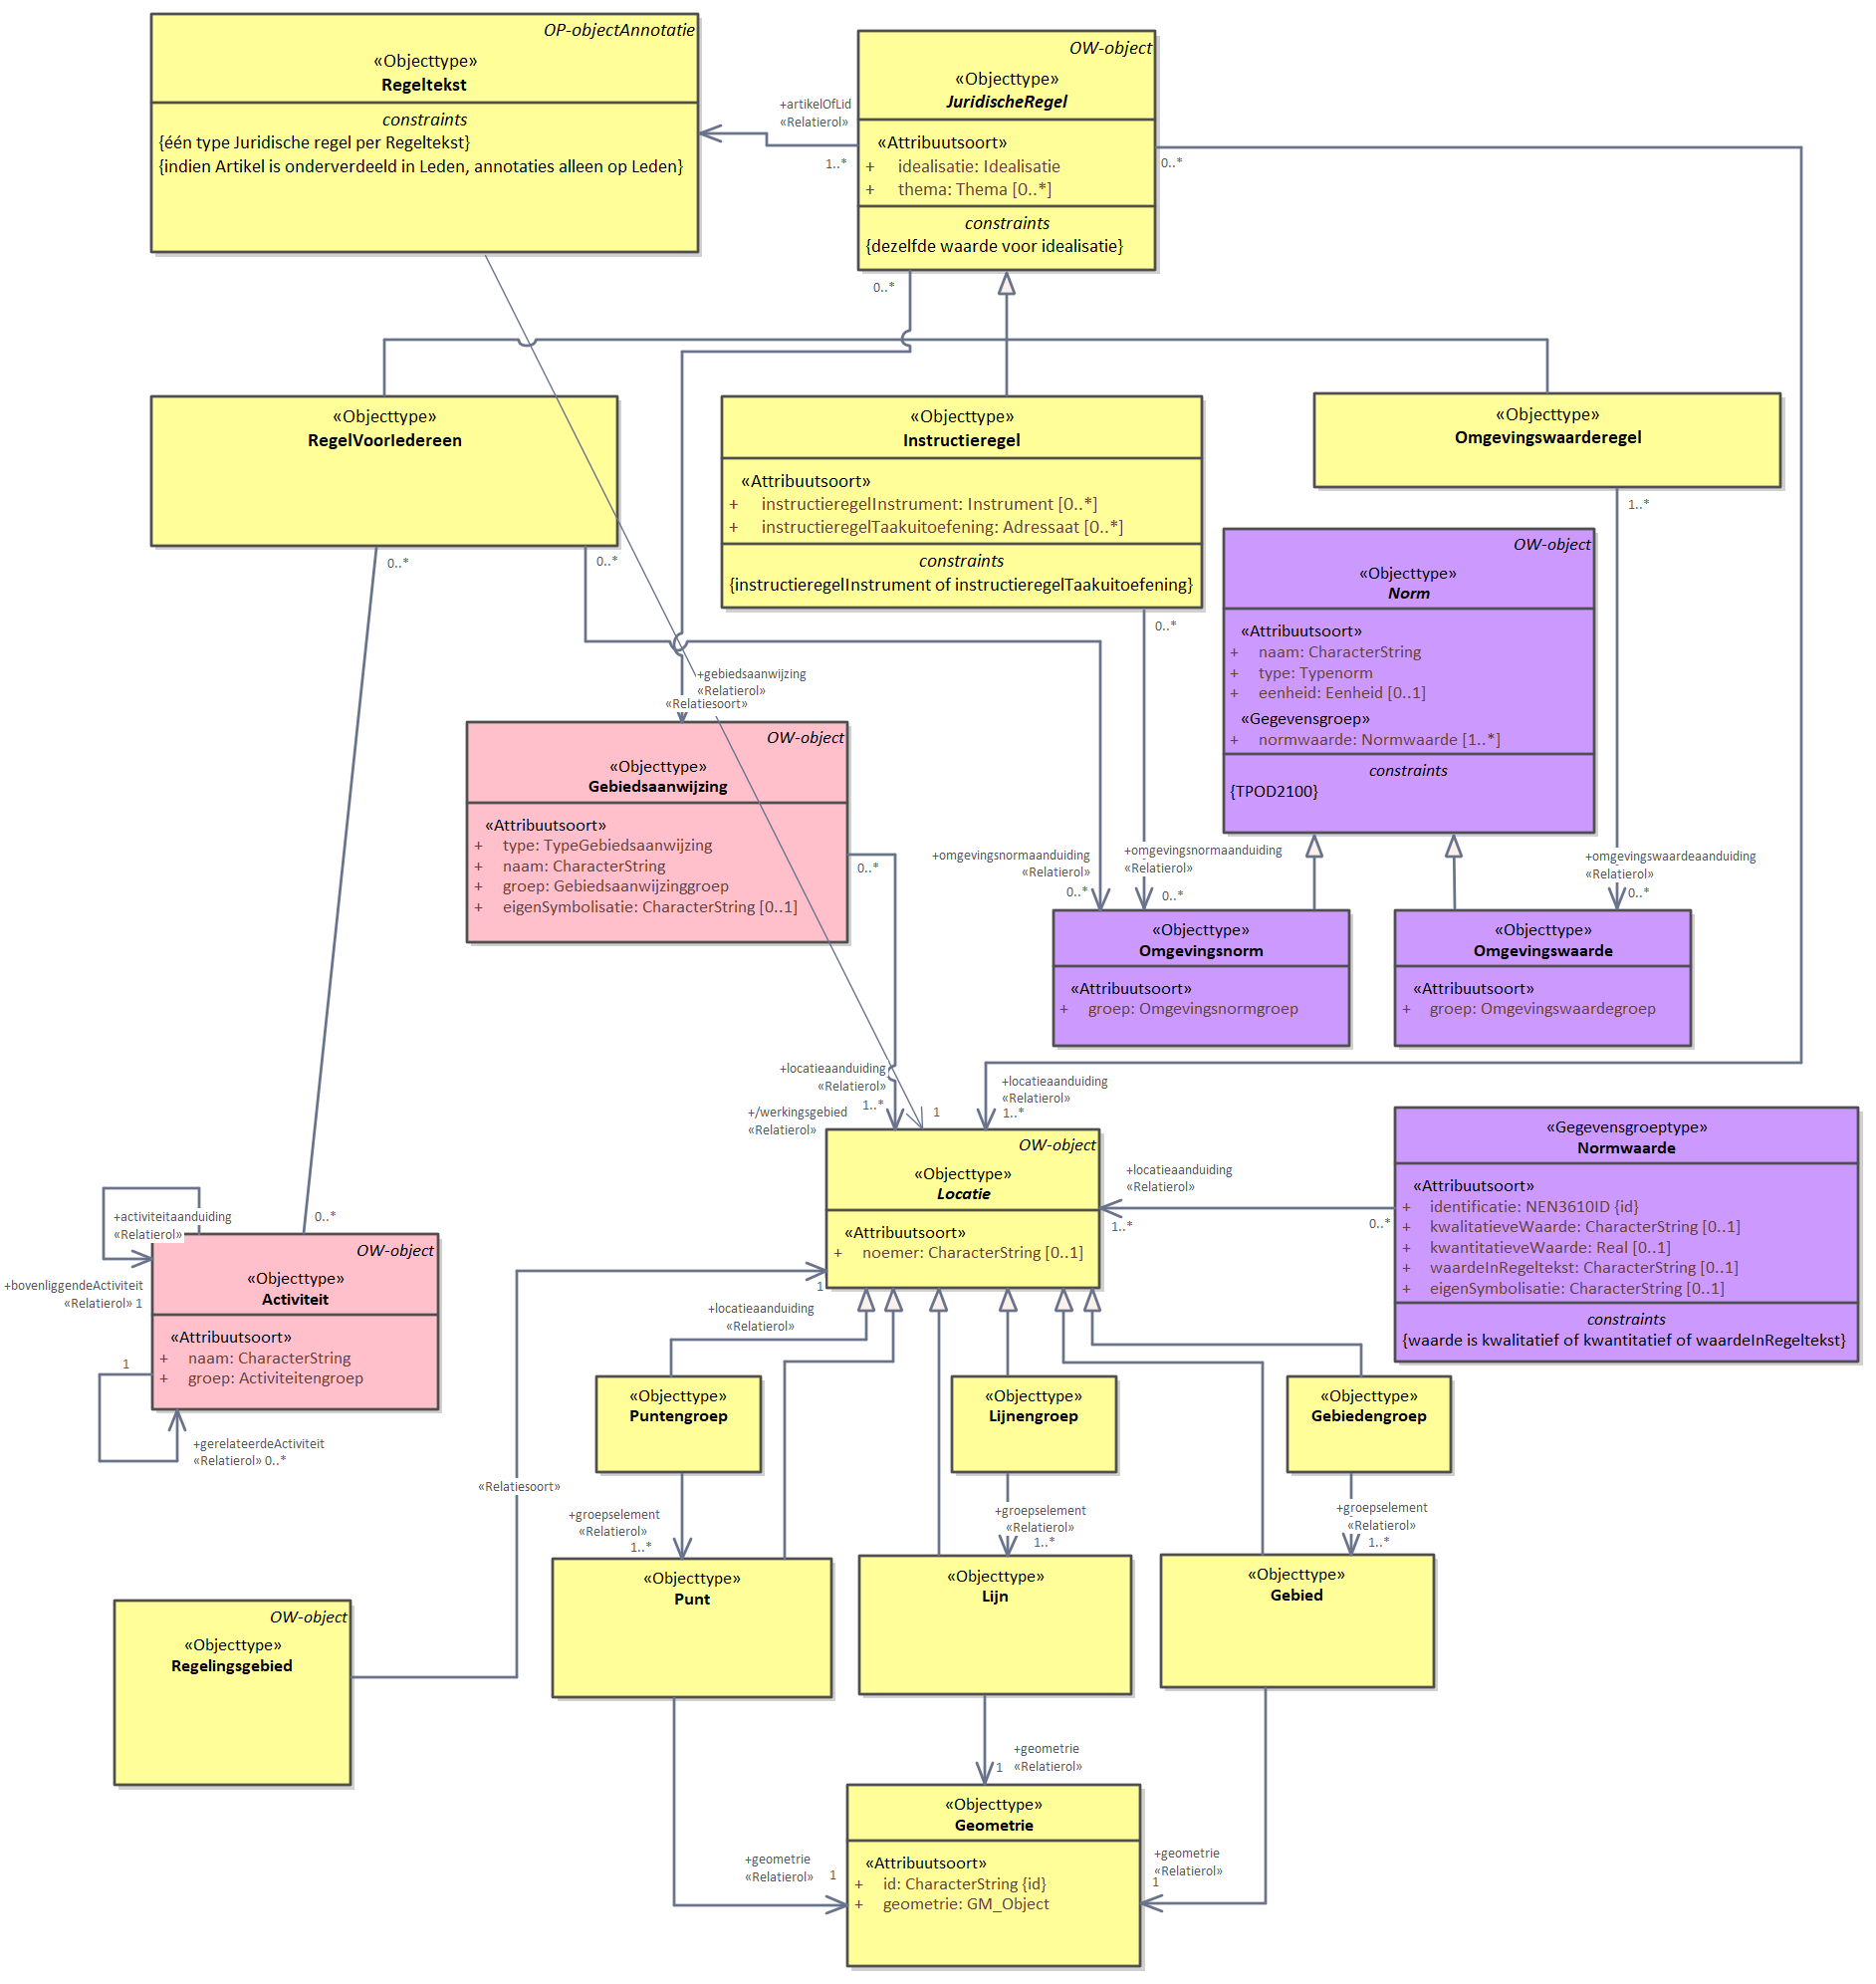 OP-objectAnnotatie
«Objecttype»
Regeltekst
constraints
{één type Juridische regel per Regeltekst}
{indien Artikel is onderverdeeld in Leden, annotaties alleen op Leden}
+artikelOfLid
«Relatierol»
1..*
OW-object
«Objecttype»
JuridischeRegel
«Attribuutsoort»
+ idealisatie: Idealisatie
+ thema: Thema [0..*]
constraints
{dezelfde waarde voor idealisatie}
0..*
0..*
«Objecttype»
RegelVoorIedereen
0..*
0..*
«Objecttype»
Instructieregel
«Attribuutsoort»
+ instructieregelInstrument: Instrument [0..*]
+ instructieregelTaakuitoefening: Adressaat [0..*]
constraints
{instructieregelInstrument of instructieregelTaakuitoefening}
0..*
«Objecttype»
Omgevingswaarderegel
1..*
OW-object
«Objecttype»
Norm
«Attribuutsoort»
+ naam: CharacterString
+ type: Typenorm
+ eenheid: Eenheid [0..1]
«Gegevensgroep»
+ normwaarde: Normwaarde [1..*]
constraints
{TPOD2100}
+gebiedsaanwijzing
«Relatierol»
«Relatiesoort»
OW-object
«Objecttype»
Gebiedsaanwijzing
«Attribuutsoort»
+ type: TypeGebiedsaanwijzing
+ naam: CharacterString
+ groep: Gebiedsaanwijzinggroep
+ eigenSymbolisatie: CharacterString [0..1]
0..*
+omgevingsnormaanduiding
«Relatierol»
0..*
+omgevingsnormaanduiding
«Relatierol»
0..*
+omgevingswaardeaanduiding
«Relatierol»
0..*
«Objecttype»
Omgevingsnorm
«Attribuutsoort»
+ groep: Omgevingsnormgroep
«Objecttype»
Omgevingswaarde
«Attribuutsoort»
+ groep: Omgevingswaardegroep
+locatieaanduiding
«Relatierol»
1..*
+/werkingsgebied
«Relatierol»
1
+locatieaanduiding
«Relatierol»
1..*
OW-object
«Objecttype»
Locatie
«Attribuutsoort»
+ noemer: CharacterString [0..1]
+locatieaanduiding
«Relatierol»
1..*
0..*
«Gegevensgroeptype»
Normwaarde
«Attribuutsoort»
+ identificatie: NEN3610ID {id}
+ kwalitatieveWaarde: CharacterString [0..1]
+ kwantitatieveWaarde: Real [0..1]
+ waardeInRegeltekst: CharacterString [0..1]
+ eigenSymbolisatie: CharacterString [0..1]
constraints
{waarde is kwalitatief of kwantitatief of waardeInRegeltekst}
0..*
+activiteitaanduiding
«Relatierol»
+bovenliggendeActiviteit
«Relatierol» 1
OW-object
«Objecttype»
Activiteit
«Attribuutsoort»
+ naam: CharacterString
+ groep: Activiteitengroep
1
+gerelateerdeActiviteit
«Relatierol» 0..*
1
+locatieaanduiding
«Relatierol»
«Relatiesoort»
«Objecttype»
Puntengroep
«Objecttype»
Lijnengroep
«Objecttype»
Gebiedengroep
+groepselement
«Relatierol»
1..*
+groepselement
«Relatierol»
1..*
+groepselement
«Relatierol»
1..*
«Objecttype»
Punt
«Objecttype»
Lijn
«Objecttype»
Gebied
OW-object
«Objecttype»
Regelingsgebied
+geometrie
«Relatierol»
1
+geometrie
«Relatierol»
1
+geometrie
«Relatierol»
1
«Objecttype»
Geometrie
«Attribuutsoort»
+ id: CharacterString {id}
+ geometrie: GM_Object